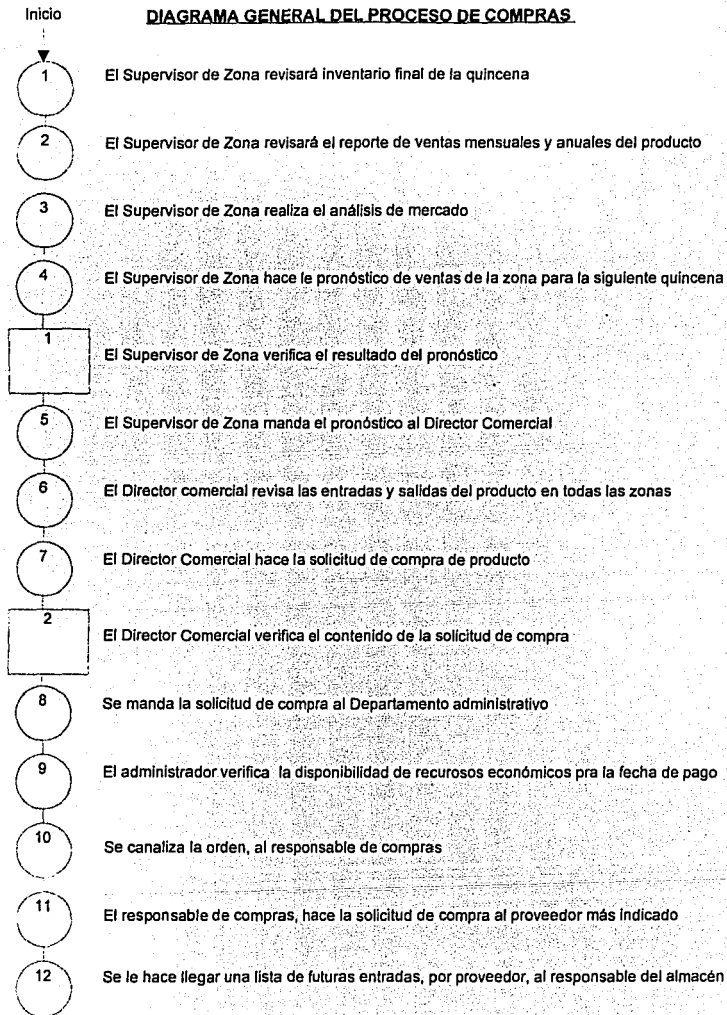 Inicio DIAGRAMA GENERAL DEL PROCESO DE COMPRAS
1 El Supervisor de Zona revisará inventario final de la quincena
2 El Supervisor de Zona revisará el reporte de ventas mensuales y anuales del producto
3 El Supervisor de Zona realiza el análisis de mercado
4 El Supervisor de Zona hace le pronóstico de ventas de la zona para la siguiente quincena
1 El Supervisor de Zona verifica el resultado del pronóstico
5 El Supervisor de Zona manda el pronóstico al Director Comercial
6 El Director comercial revisa las entradas y salidas del producto en todas las zonas
7 El Director Comercial hace la solicitud de compra de producto
2 El Director Comercial verifica el contenido de la solicitud de compra
8 Se manda la solicitud de compra al Departamento administrativo
9 El administrador verifica la disponibilidad de recurosos económicos pra la fecha de pago
10 Se canaliza la orden, al responsable de compras
11 El responsable de compras, hace la solicitud de compra al proveedor más indicado
12 Se le hace llegar una lista de futuras entradas, por proveedor, al responsable del almacén